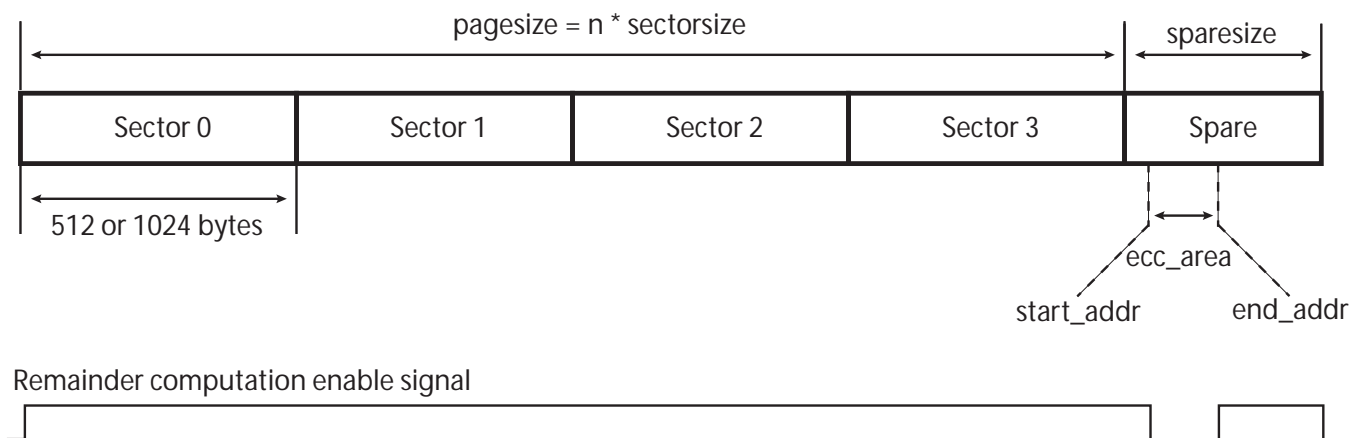 pagesize = n * sectorsize
sparesize
Sector 0 Sector 1 Sector 2 Sector 3 Spare
512 or 1024 bytes
ecc_area
start_addr end_addr
Remainder computation enable signal